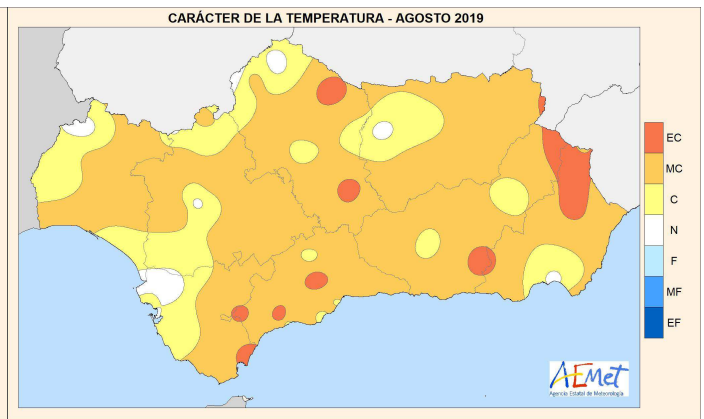 CARÁCTER DE LA TEMPERATURA - AGOSTO 2019
EC
MC
C
N
F
MF
EF
AEMet
Agencia Estatal de Meteorología